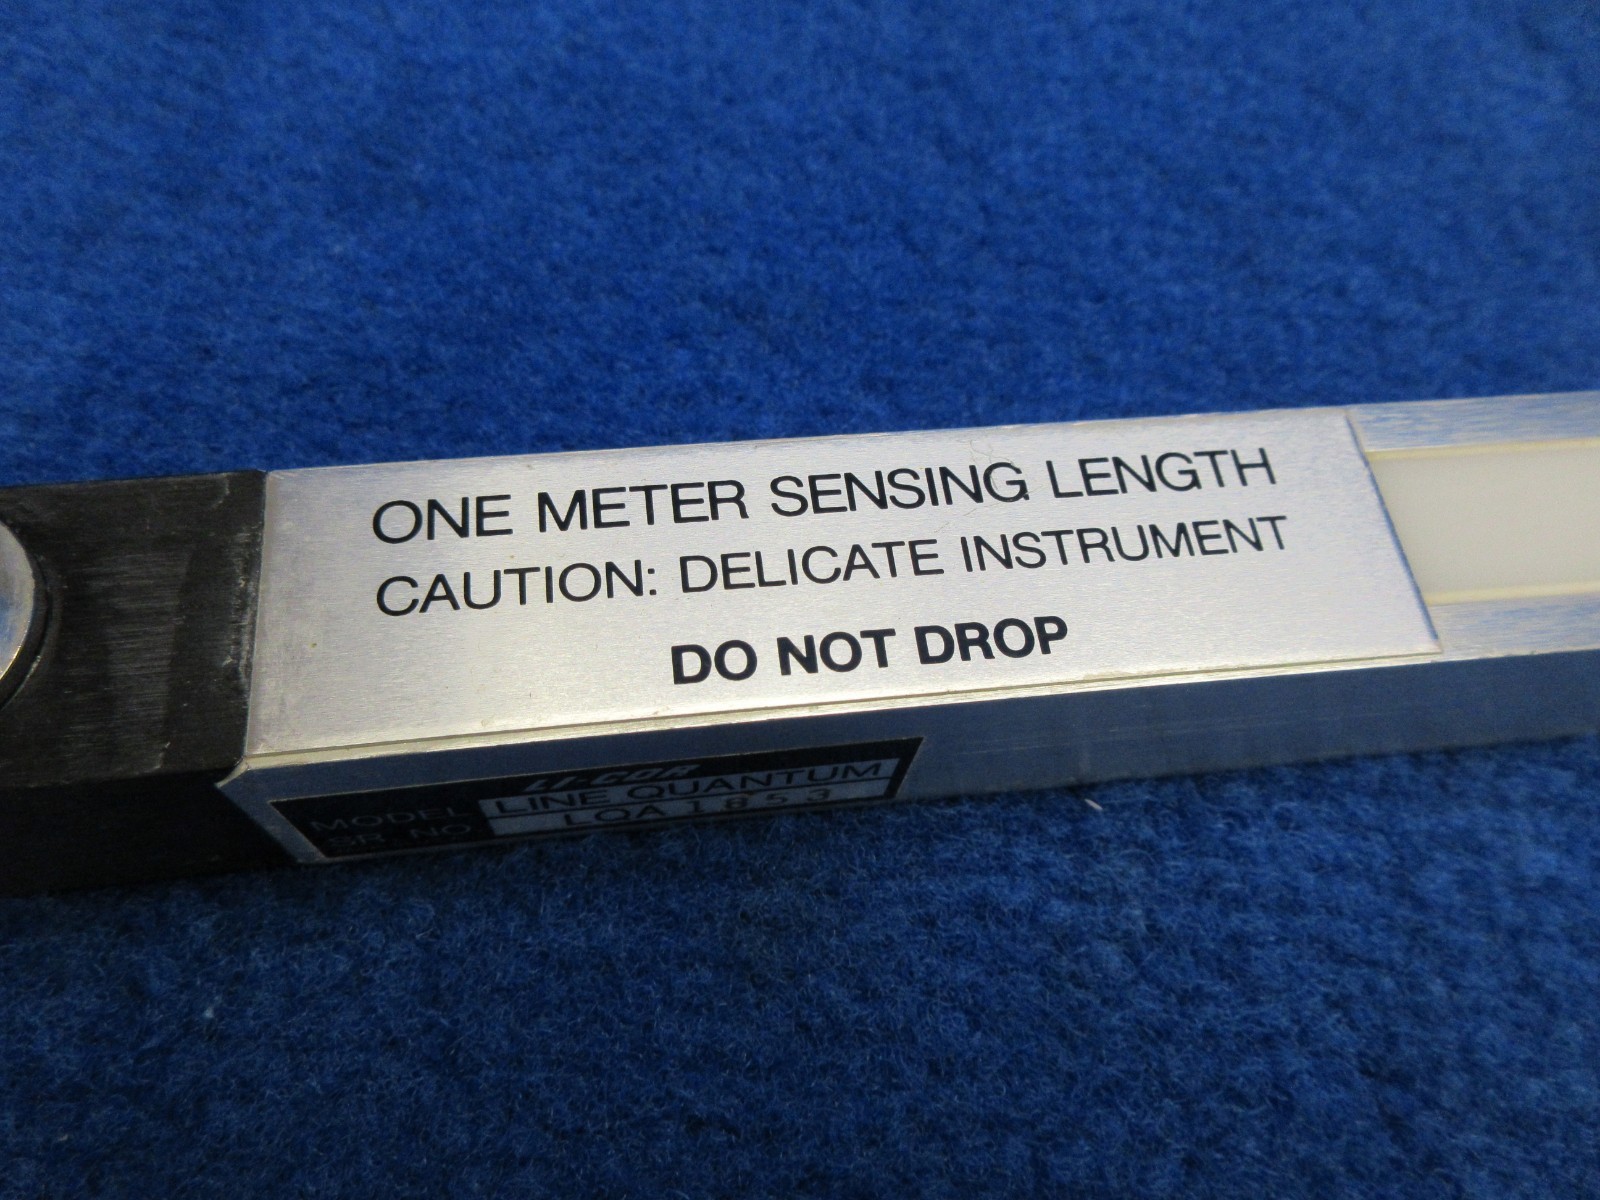 ONE METER SENSING LENGTH
CAUTION: DELICATE INSTRUMENT
DO NOT DROP
LI-COR
MODEL LINE QUANTUM
SR. NO. LQA 1853